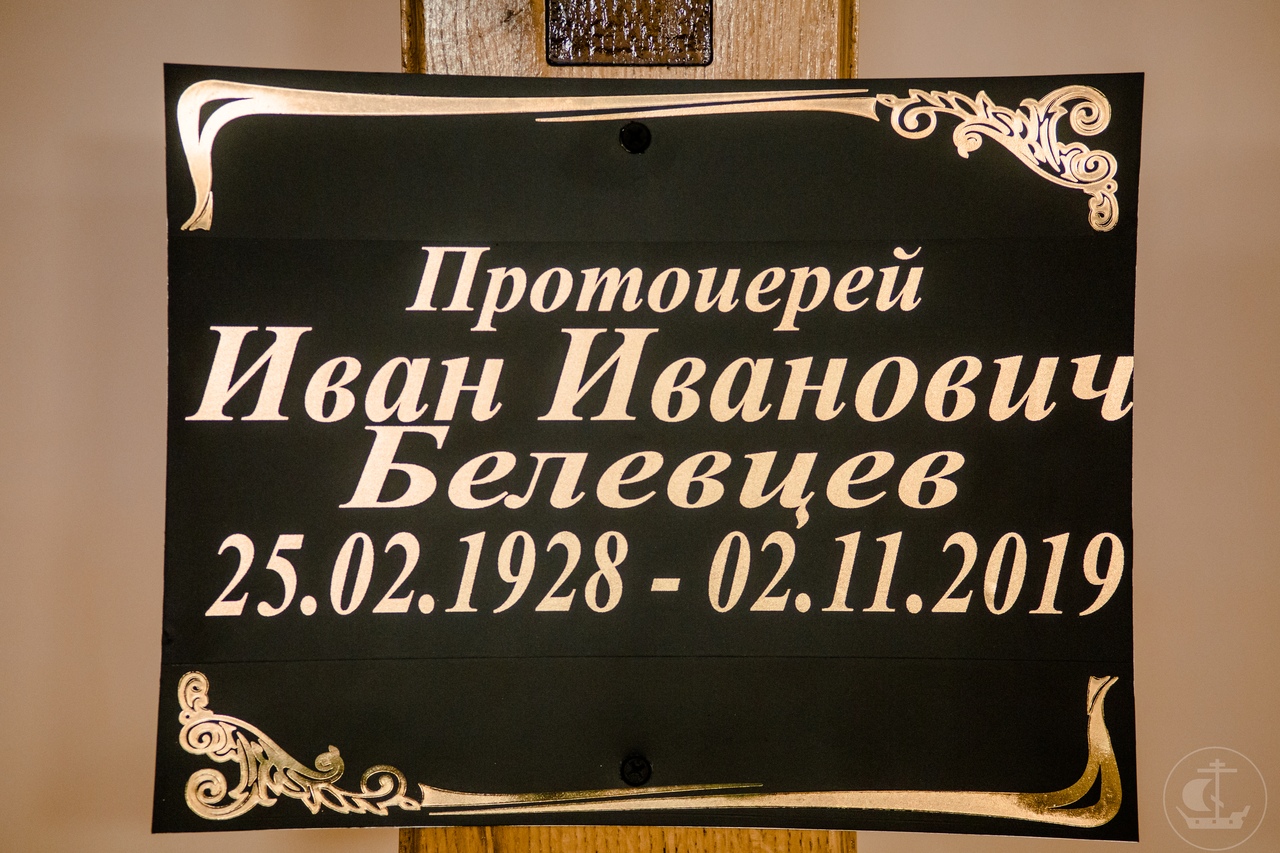 Протоиерей
Иван Иванович
Белевцев
25.02.1928 - 02.11.2019